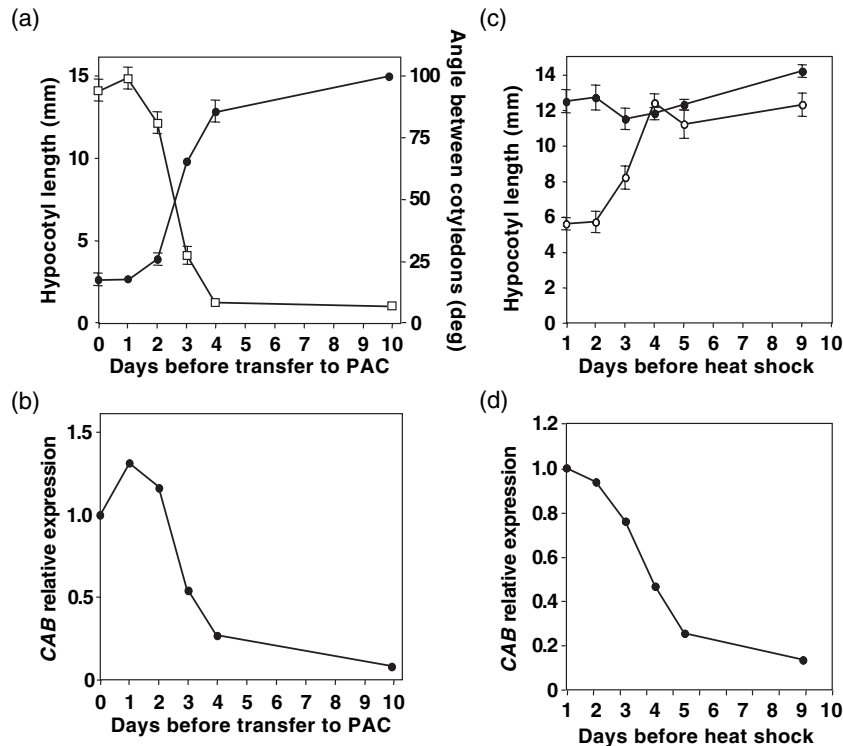 (a)
15
10
5
0
Hypocotyl length (mm)
100
75
50
25
0
Angle between cotyledons (deg)
0 1 2 3 4 5 6 7 8 9 10
Days before transfer to PAC
(c)
14
12
10
8
6
4
2
0
Hypocotyl length (mm)
1 2 3 4 5 6 7 8 9 10
Days before heat shock
(b)
1.5
1.0
0.5
0
CAB relative expression
0 1 2 3 4 5 6 7 8 9 10
Days before transfer to PAC
(d)
1.2
1.0
0.8
0.6
0.4
0.2
0
CAB relative expression
1 2 3 4 5 6 7 8 9 10
Days before heat shock